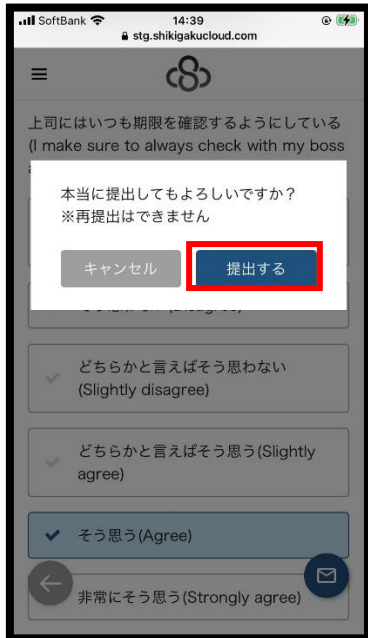 SoftBank 14:39
stg.shikigakucloud.com
上司にはいつも期限を確認するようにしている
(I make sure to always check with my boss
本当に提出してもよろしいですか？
※再提出はできません
キャンセル 提出する
どちらかと言えばそう思わない
(Slightly disagree)
どちらかと言えばそう思う(Slightly
agree)
そう思う(Agree)
非常にそう思う(Strongly agree)